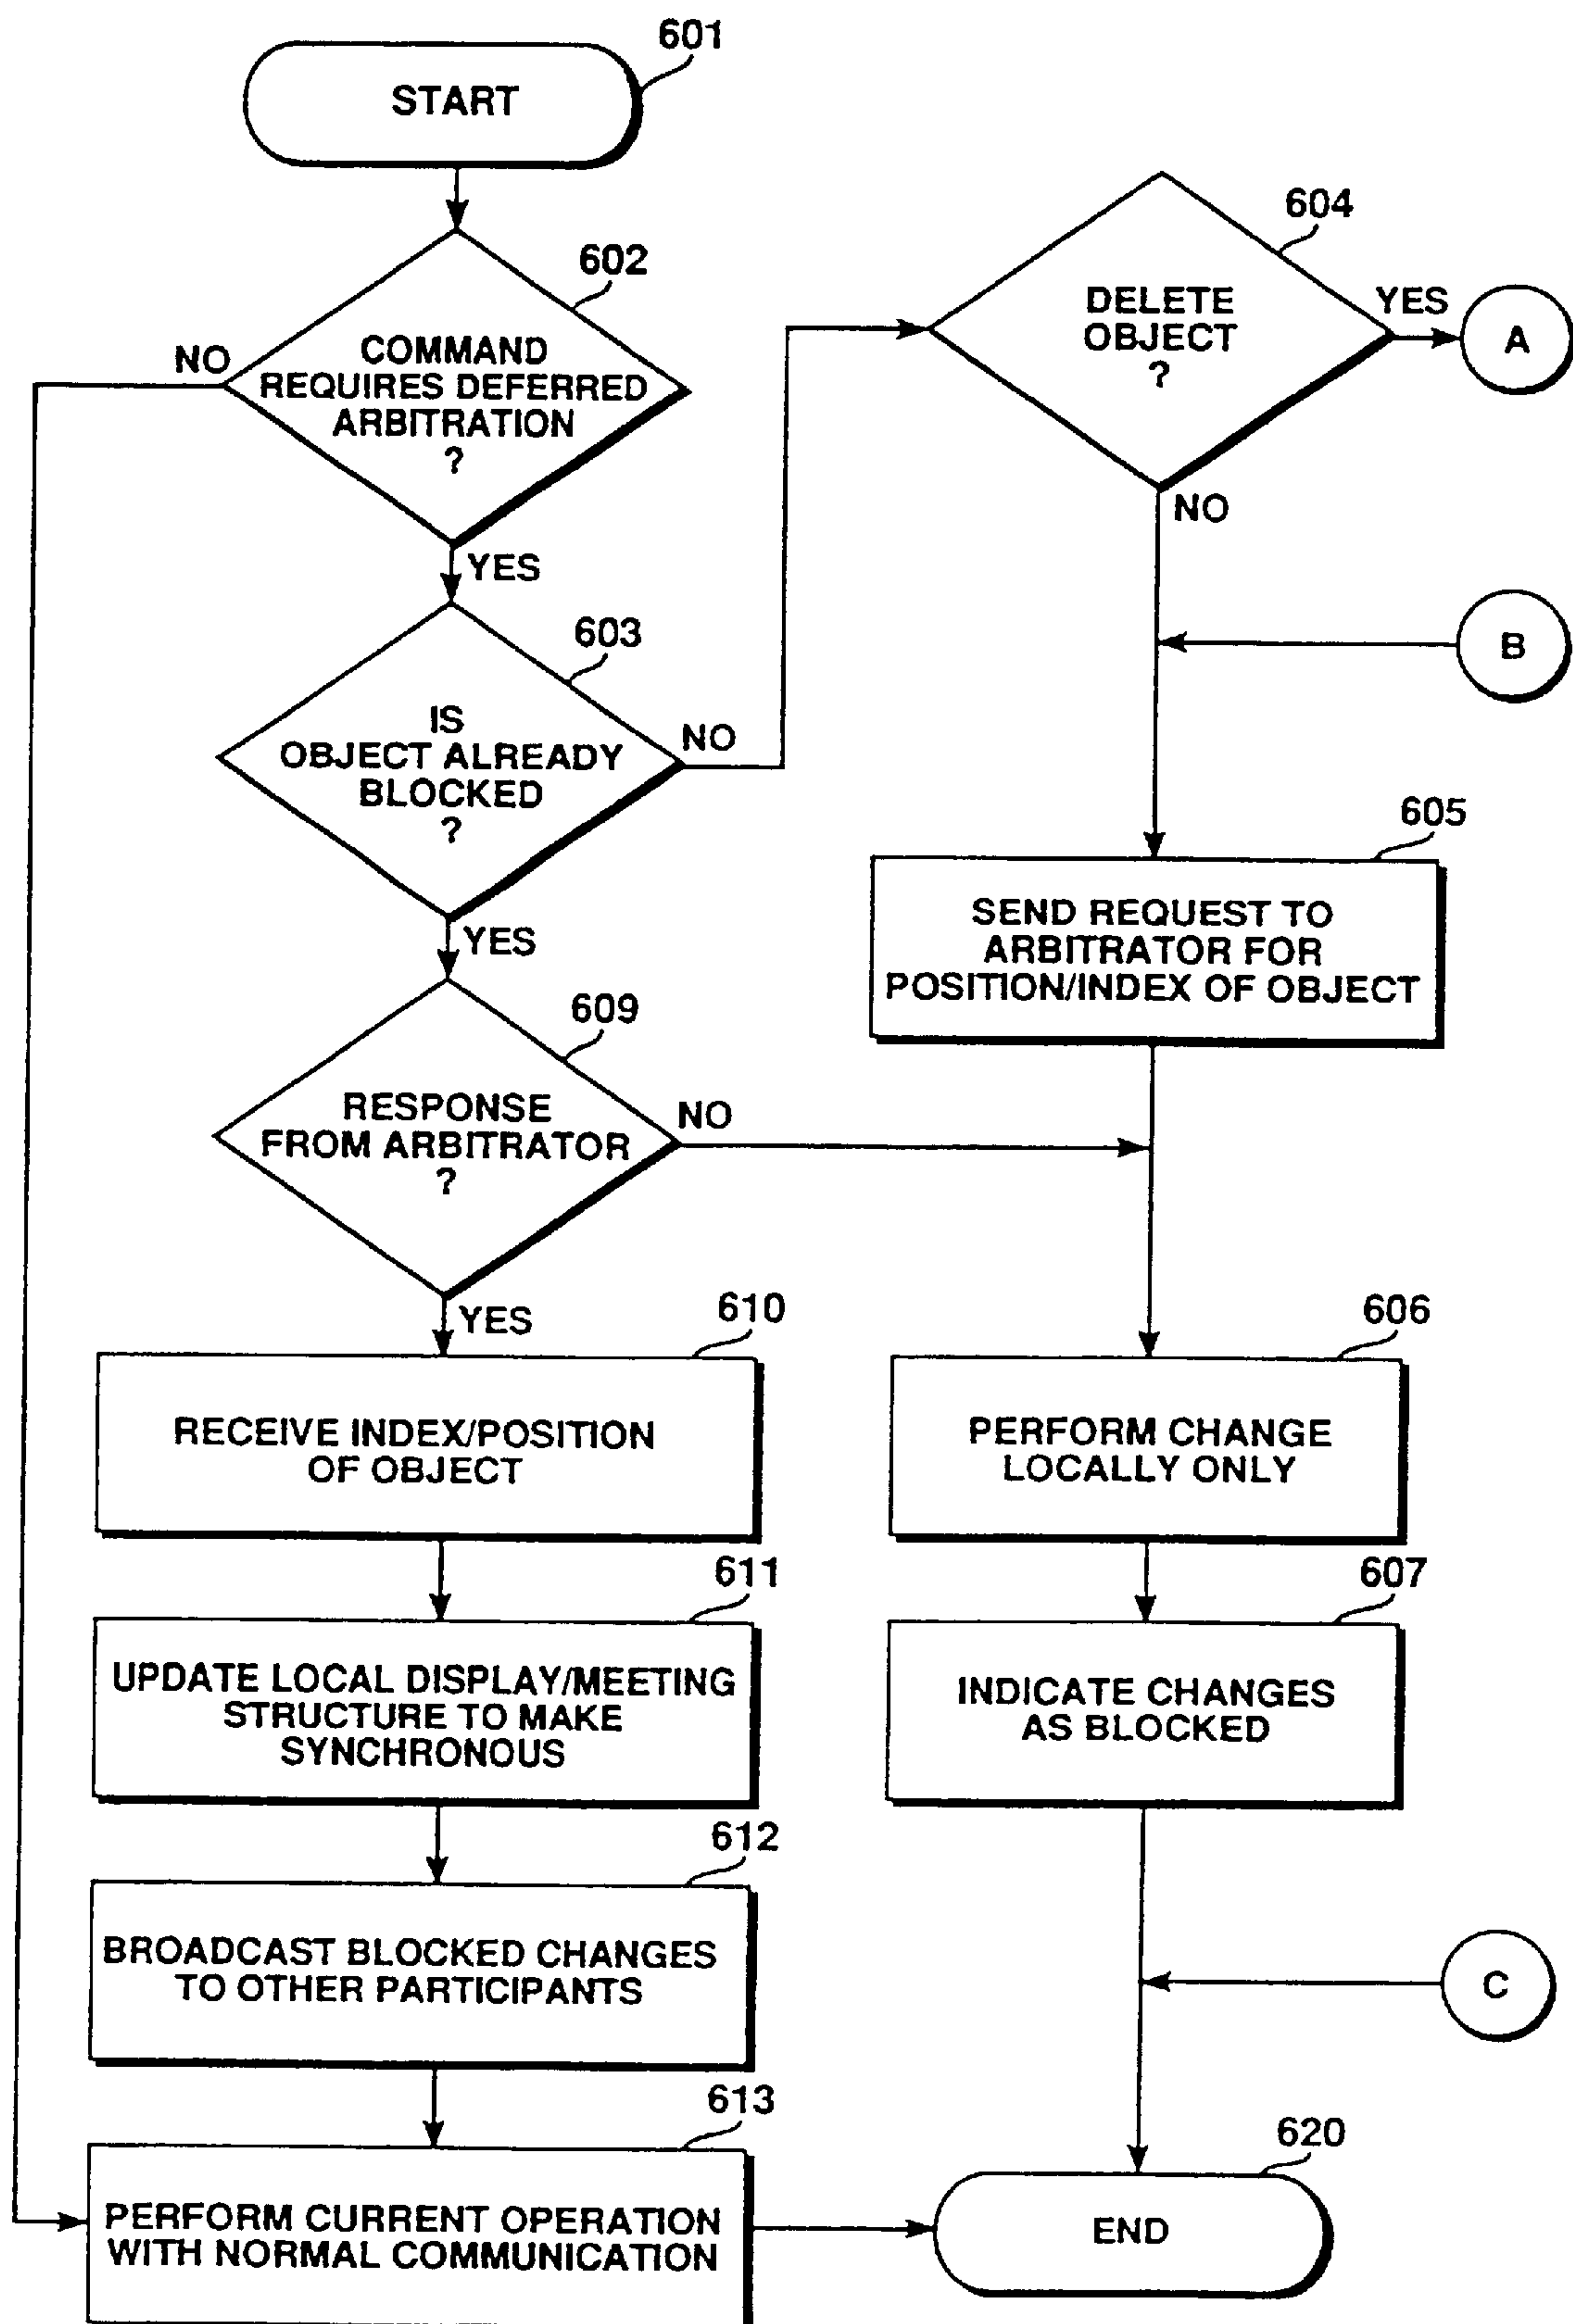 601
START
602
NO
COMMAND
REQUIRES DEFERRED
ARBITRATION
?
YES
603
IS
OBJECT ALREADY
BLOCKED
?
NO
YES
609
RESPONSE
FROM ARBITRATOR
?
NO
YES
610
RECEIVE INDEX/POSITION
OF OBJECT
611
UPDATE LOCAL DISPLAY/MEETING
STRUCTURE TO MAKE
SYNCHRONOUS
612
BROADCAST BLOCKED CHANGES
TO OTHER PARTICIPANTS
613
PERFORM CURRENT OPERATION
WITH NORMAL COMMUNICATION
604
DELETE
OBJECT
?
YES
A
NO
B
605
SEND REQUEST TO
ARBITRATOR FOR
POSITION/INDEX OF OBJECT
606
PERFORM CHANGE
LOCALLY ONLY
607
INDICATE CHANGES
AS BLOCKED
C
620
END